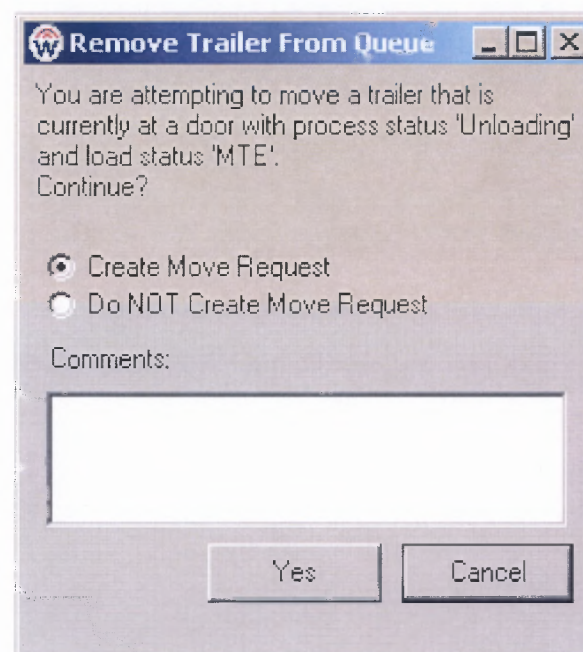 Remove Trailer From Queue
You are attempting to move a trailer that is
currently at a door with process status 'Unloading'
and load status 'MTE'.
Continue?
Create Move Request
Do NOT Create Move Request
Comments:
Yes
Cancel